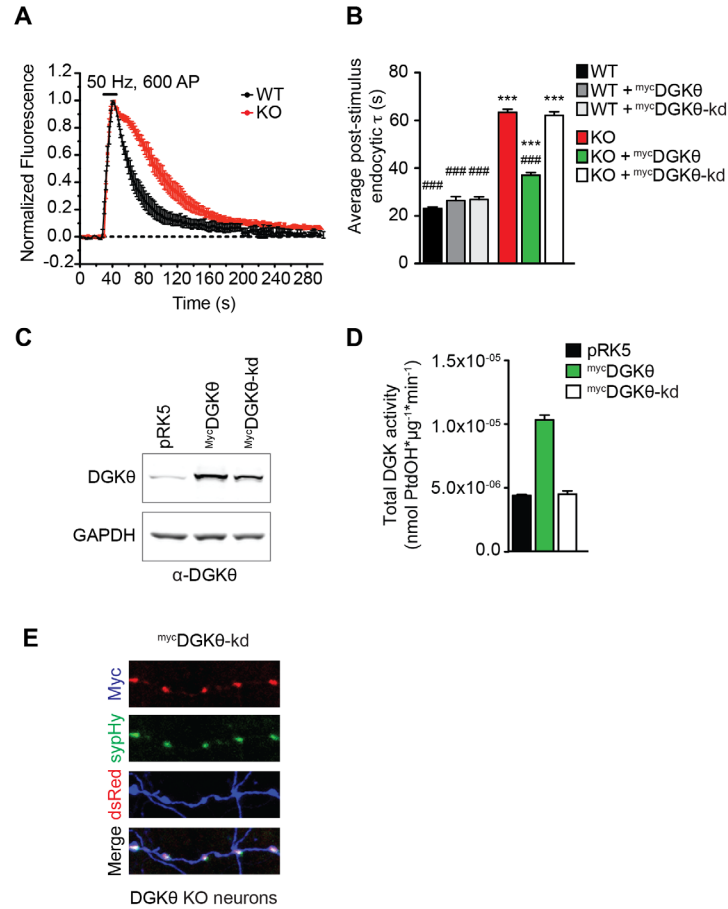 A
50 Hz, 600 AP
WT
KO
Normalized Fluorescence
1.2
1.0
0.8
0.6
0.4
0.2
0.0
-0.2
0 40 80 120 160 200 240 280
Time (s)
B
Average post-stimulus
endocytic τ (s)
80
60
40
20
0
### ### ### *** *** ### ***
WT
WT + mycDGKθ
WT + mycDGKθ-kd
KO
KO + mycDGKθ
KO + mycDGKθ-kd
C
pRK5
MycDGKθ
MycDGKθ-kd
DGKθ
GAPDH
α-DGKθ
D
pRK5
mycDGKθ
mycDGKθ-kd
Total DGK activity
(nmol PtdOH*µg-1*min-1)
1.5x10-05
1.0x10-05
5.0x10-06
0.0
E
mycDGKθ-kd
Myc
sypHy
dsRed
Merge
DGKθ KO neurons